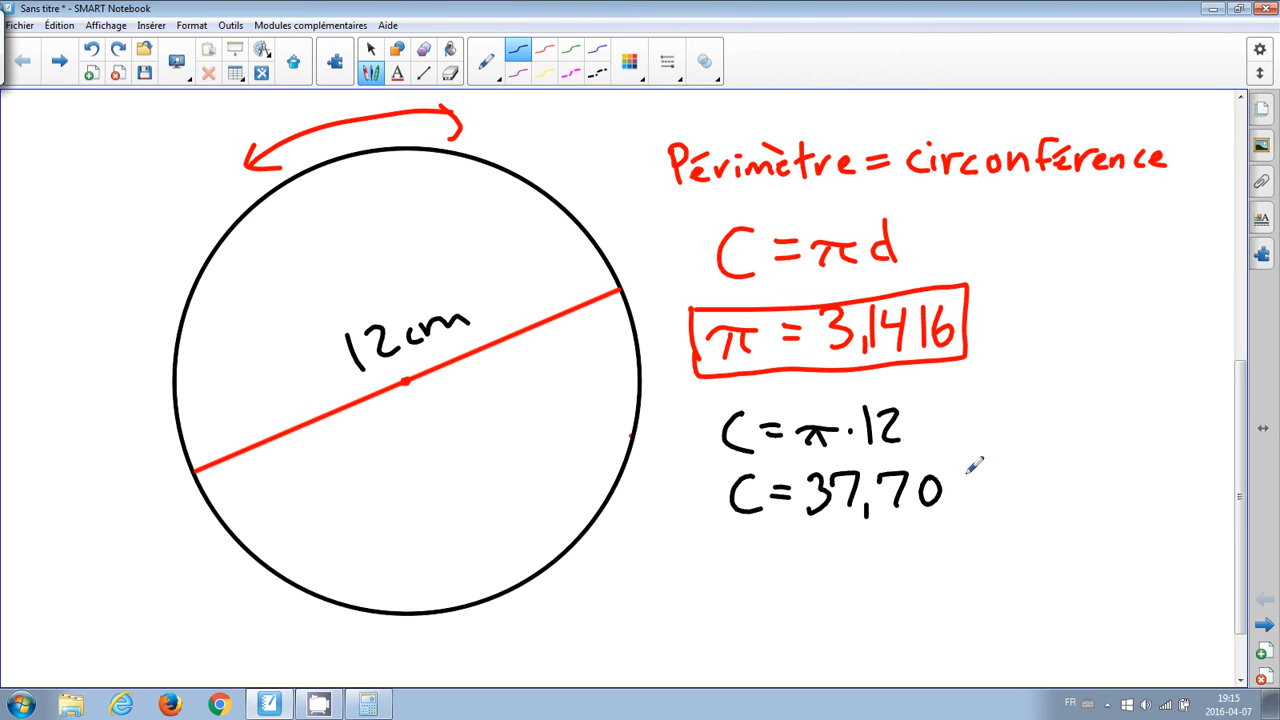 Sans titre * - SMART Notebook
Fichier Édition Affichage Insérer Format Outils Modules complémentaires Aide
Périmètre = circonférence
C = πd
π = 3,1416
12cm
C = π · 12
C = 37,70
FR
19:15
2016-04-07